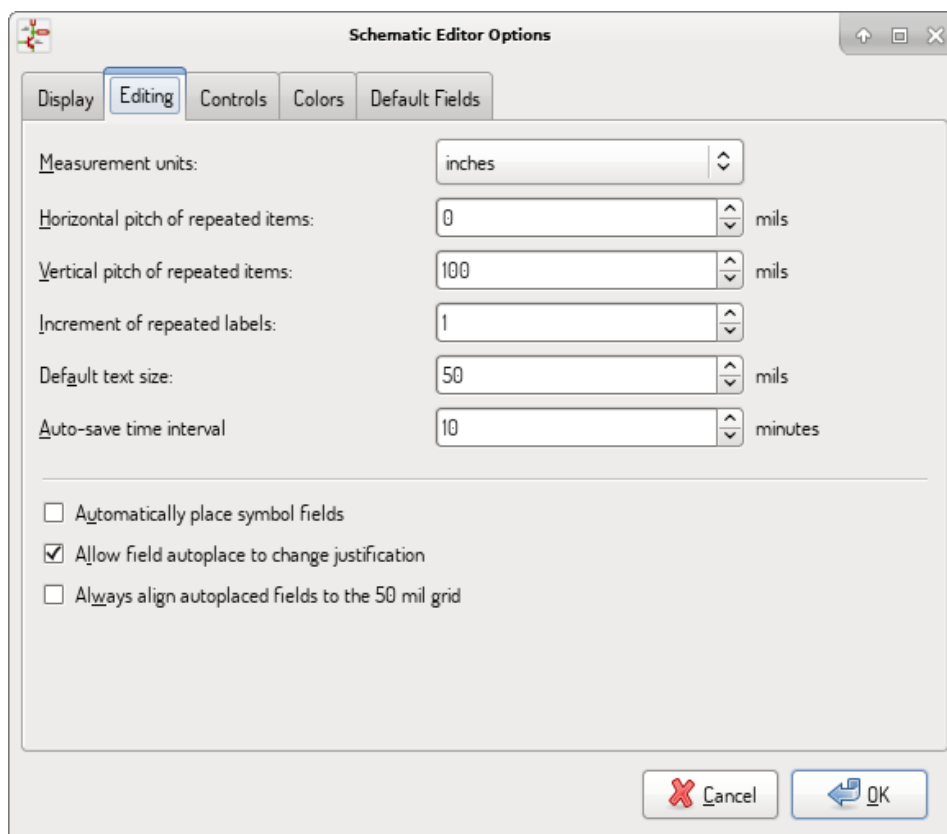 Schematic Editor Options
Display Editing Controls Colors Default Fields
Measurement units: inches
Horizontal pitch of repeated items: 0 mils
Vertical pitch of repeated items: 100 mils
Increment of repeated labels: 1
Default text size: 50 mils
Auto-save time interval 10 minutes
Automatically place symbol fields
Allow field autoplace to change justification
Always align autoplaced fields to the 50 mil grid
Cancel OK